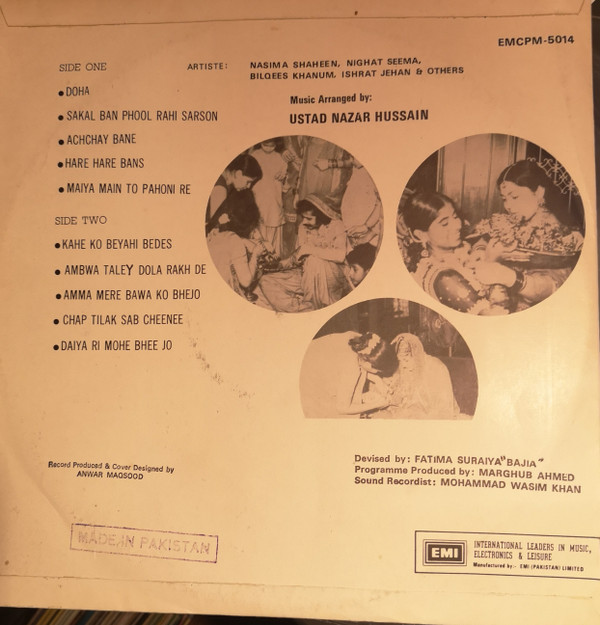 EMCPM-5014
SIDE ONE
ARTISTE: NASIMA SHAHEEN, NIGHAT SEEMA,
BILQEES KHANUM, ISHRAT JEHAN & OTHERS
Music Arranged by:
USTAD NAZAR HUSSAIN
• DOHA
• SAKAL BAN PHOOL RAHI SARSON
• ACHCHAY BANE
• HARE HARE BANS
• MAIYA MAIN TO PAHONI RE
SIDE TWO
• KAHE KO BEYAHI BEDES
• AMBWA TALEY DOLA RAKH DE
• AMMA MERE BAWA KO BHEJO
• CHAP TILAK SAB CHEENEE
• DAIYA RI MOHE BHEE JO
Record Produced & Cover Designed by
ANWAR MAQSOOD
Devised by: FATIMA SURAIYA "BAJIA"
Programme Produced by: MARGHUB AHMED
Sound Recordist: MOHAMMAD WASIM KHAN
MADE IN PAKISTAN
EMI
INTERNATIONAL LEADERS IN MUSIC,
ELECTRONICS & LEISURE
Manufactured by- EMI (PAKISTAN) LIMITED